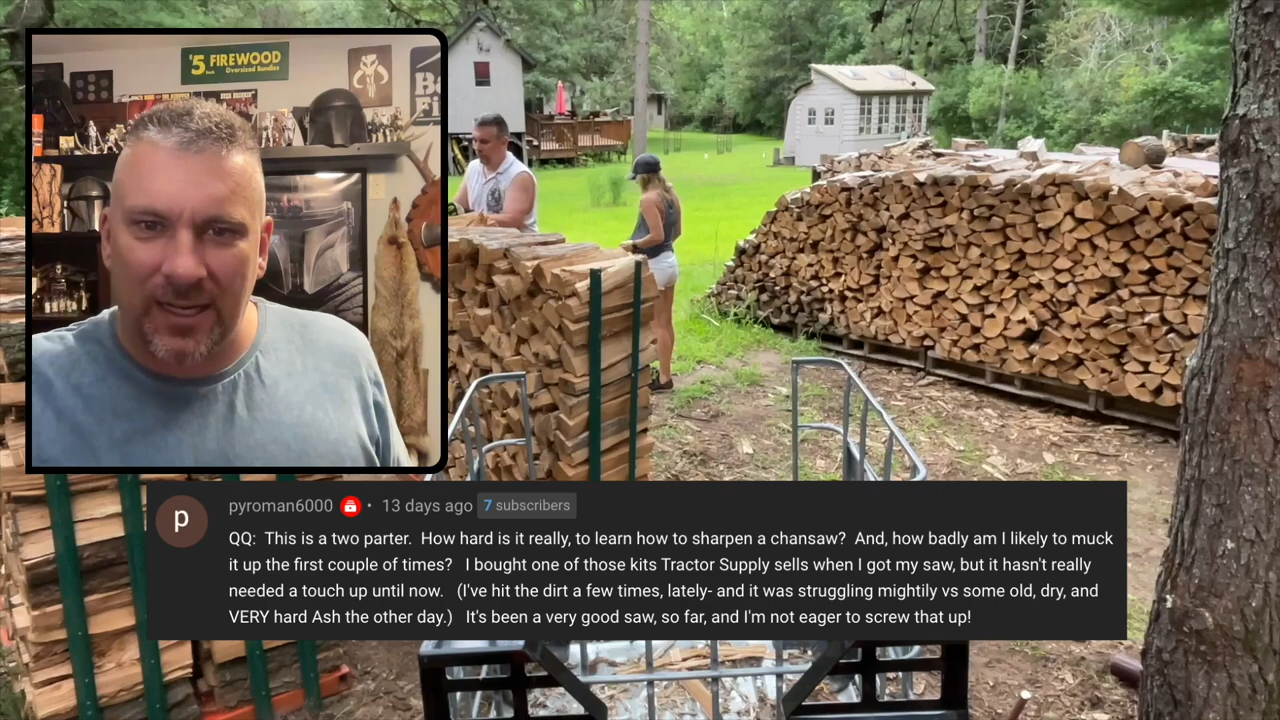 $5 FIREWOOD
Oversized Bundles
p
pyroman6000 • 13 days ago 7 subscribers
QQ:  This is a two parter.  How hard is it really, to learn how to sharpen a chansaw?  And, how badly am I likely to muck
it up the first couple of times?   I bought one of those kits Tractor Supply sells when I got my saw, but it hasn't really
needed a touch up until now.   (I've hit the dirt a few times, lately- and it was struggling mightily vs some old, dry, and
VERY hard Ash the other day.)   It's been a very good saw, so far, and I'm not eager to screw that up!